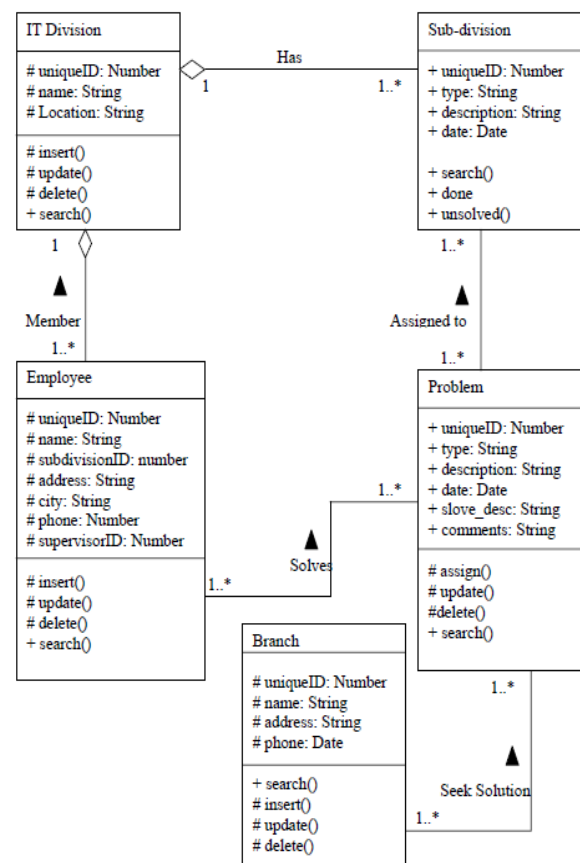 IT Division
# uniqueID: Number
# name: String
# Location: String
# insert()
# update()
# delete()
+ search()
Has
1
1..*
Sub-division
+ uniqueID: Number
+ type: String
+ description: String
+ date: Date
+ search()
+ done
+ unsolved()
1
Member
1..*
1..*
Assigned to
1..*
Employee
# uniqueID: Number
# name: String
# subdivisionID: number
# address: String
# city: String
# phone: Number
# supervisorID: Number
# insert()
# update()
# delete()
+ search()
1..*
Solves
1..*
Problem
+ uniqueID: Number
+ type: String
+ description: String
+ date: Date
+ slove_desc: String
+ comments: String
# assign()
# update()
#delete()
+ search()
Branch
# uniqueID: Number
# name: String
# address: String
# phone: Date
+ search()
# insert()
# update()
# delete()
1..*
Seek Solution
1..*